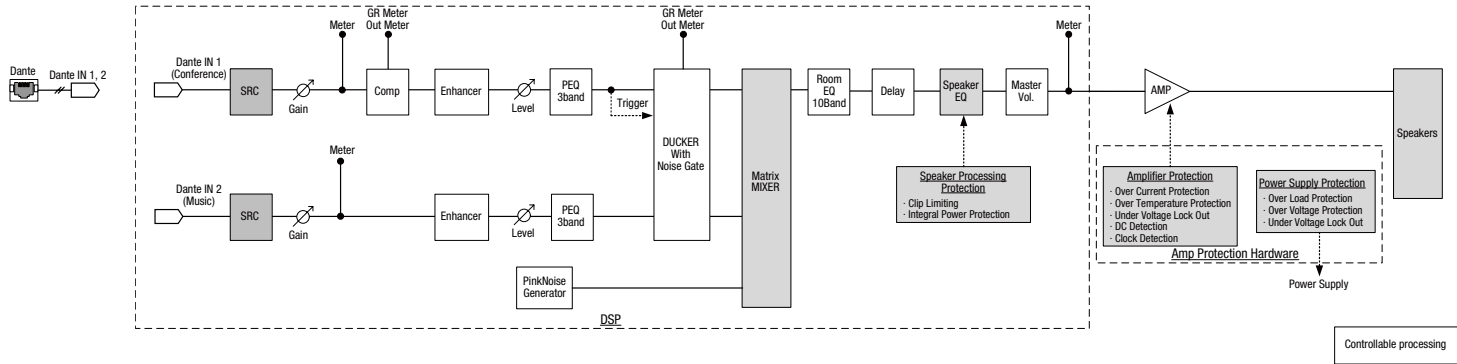 Dante
Dante IN 1, 2
Dante IN 1
(Conference)
SRC
Gain
Meter
GR Meter
Out Meter
Comp
Enhancer
Level
PEQ
3band
Trigger
GR Meter
Out Meter
DUCKER
With
Noise Gate
Matrix
MIXER
Room
EQ
10Band
Delay
Speaker
EQ
Master
Vol.
Meter
AMP
Speakers
Dante IN 2
(Music)
SRC
Gain
Meter
Enhancer
Level
PEQ
3band
PinkNoise
Generator
DSP
Speaker Processing
Protection
· Clip Limiting
· Integral Power Protection
Amplifier Protection
· Over Current Protection
· Over Temperature Protection
· Under Voltage Lock Out
· DC Detection
· Clock Detection
Power Supply Protection
· Over Load Protection
· Over Voltage Protection
· Under Voltage Lock Out
Amp Protection Hardware
Power Supply
Controllable processing